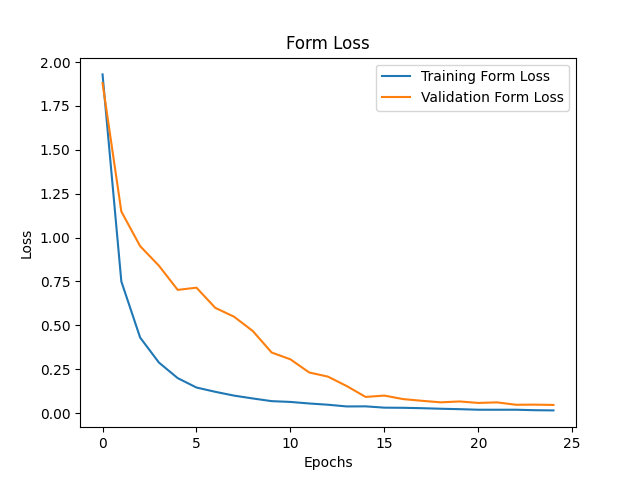 Form Loss
Training Form Loss
Validation Form Loss
2.00
1.75
1.50
1.25
1.00
0.75
0.50
0.25
0.00
Loss
0 5 10 15 20 25
Epochs